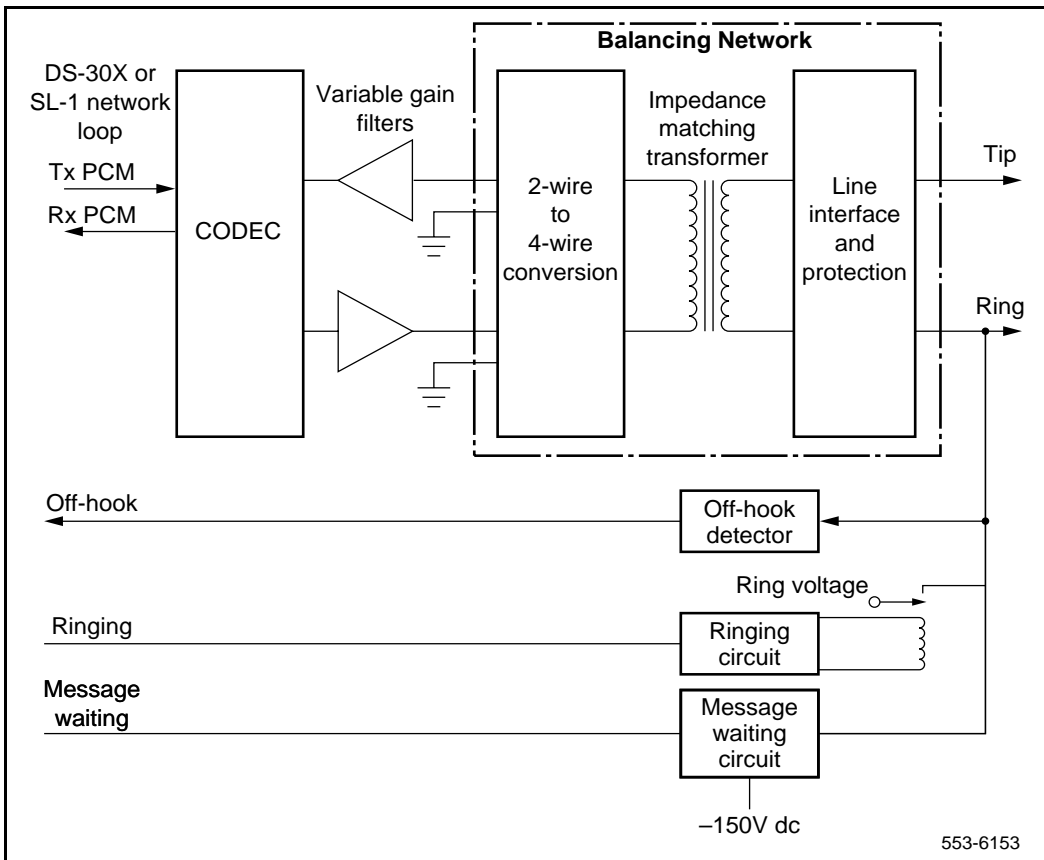 Balancing Network
DS-30X or
SL-1 network
loop
Tx PCM
Rx PCM
CODEC
Variable gain
filters
2-wire
to
4-wire
conversion
Impedance
matching
transformer
Line
interface
and
protection
Tip
Ring
Off-hook
Off-hook
detector
Ring voltage
Ringing
Ringing
circuit
Message
waiting
Message
waiting
circuit
–150V dc
553-6153